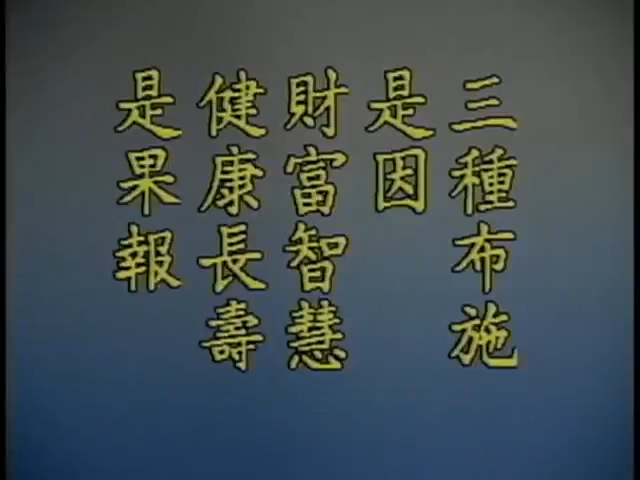 三種布施
是因
財富智慧
健康長壽
是果報